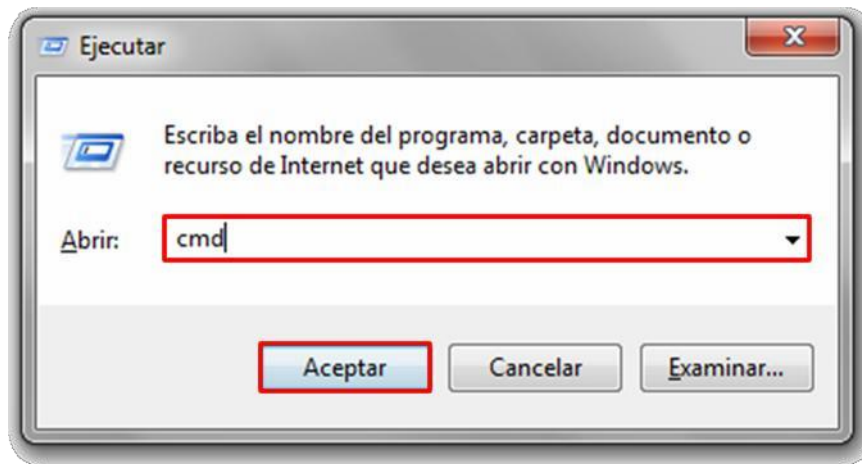 Ejecutar
Escriba el nombre del programa, carpeta, documento o
recurso de Internet que desea abrir con Windows.
Abrir: cmd
Aceptar Cancelar Examinar...